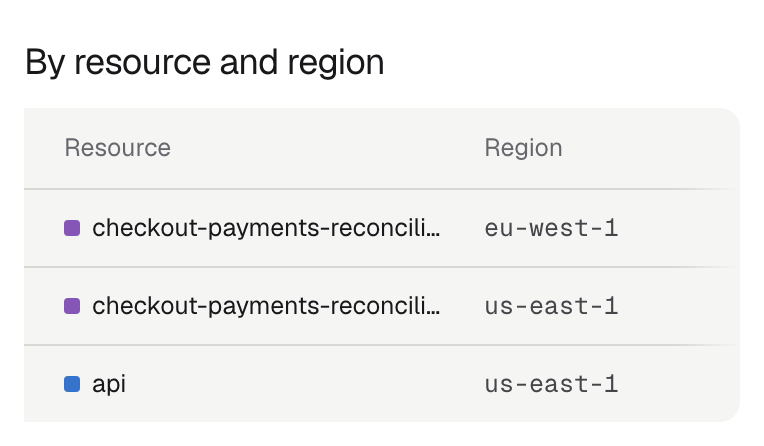 By resource and region
Resource Region
checkout-payments-reconcili… eu-west-1
checkout-payments-reconcili… us-east-1
api us-east-1